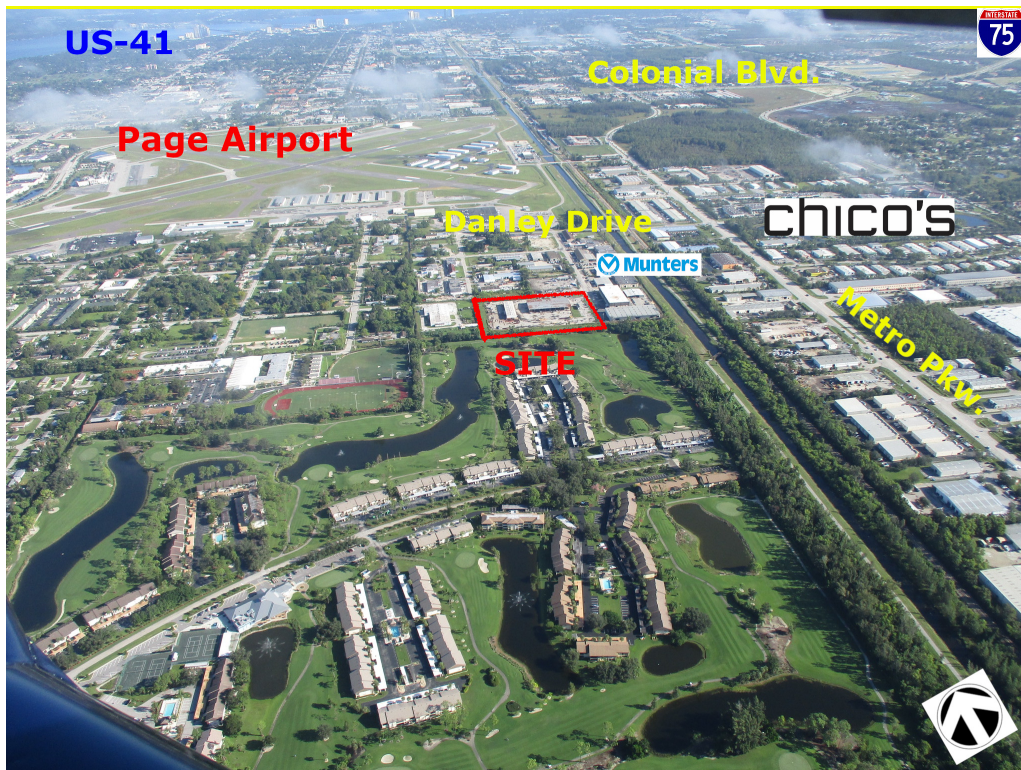 INTERSTATE
75
US-41
Colonial Blvd.
Page Airport
CHICO'S
Danley Drive
Munters
Metro Pkw.
SITE